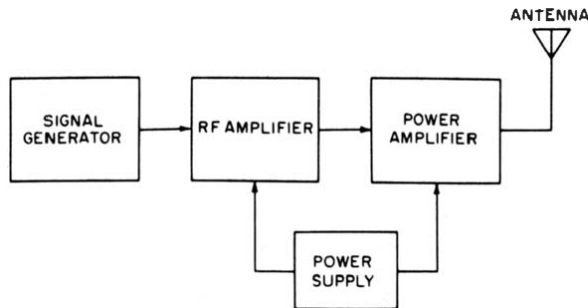 ANTENNA
SIGNAL
GENERATOR
RF AMPLIFIER
POWER
AMPLIFIER
POWER
SUPPLY